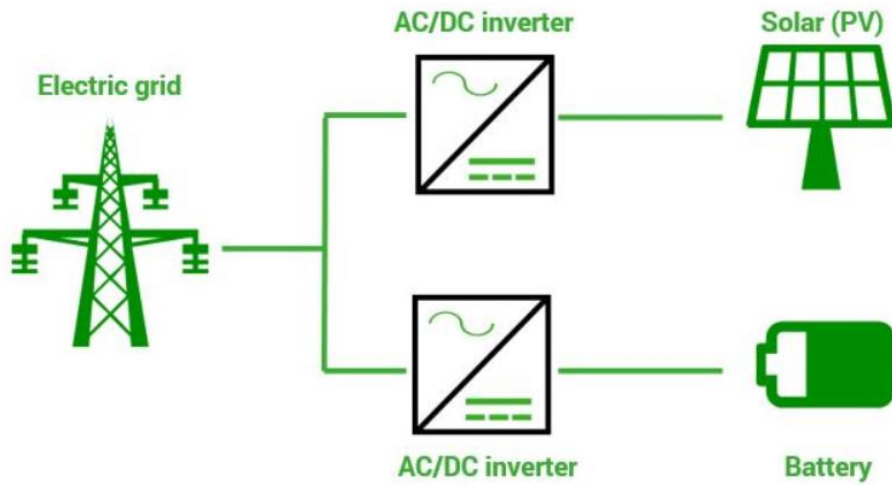 AC/DC inverter
Solar (PV)
Electric grid
AC/DC inverter
Battery